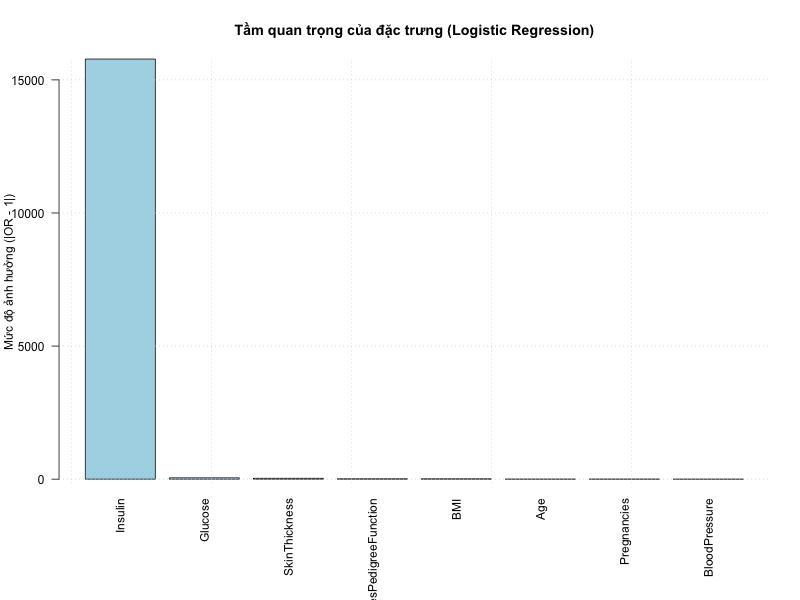 Tầm quan trọng của đặc trưng (Logistic Regression)
Mức độ ảnh hưởng (|OR - 1|)
15000
10000
5000
0
Insulin
Glucose
SkinThickness
esPedigreeFunction
BMI
Age
Pregnancies
BloodPressure